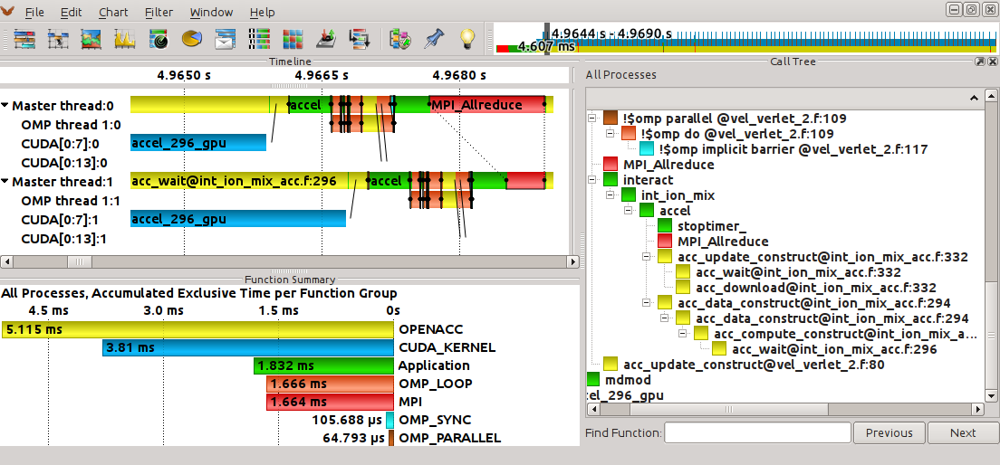 File Edit Chart Filter Window Help
4.9644 s - 4.9690 s
4.607 ms
Timeline
4.9650 s 4.9665 s 4.9680 s
Master thread:0 accel MPI_Allreduce
OMP thread 1:0
CUDA[0:7]:0 accel_296_gpu
CUDA[0:13]:0
Master thread:1 acc_wait@int_ion_mix_acc.f:296 accel
OMP thread 1:1
CUDA[0:7]:1 accel_296_gpu
CUDA[0:13]:1
Function Summary
All Processes, Accumulated Exclusive Time per Function Group
4.5 ms 3.0 ms 1.5 ms 0s
5.115 ms OPENACC
3.81 ms CUDA_KERNEL
1.832 ms Application
1.666 ms OMP_LOOP
1.664 ms MPI
105.688 µs OMP_SYNC
64.793 µs OMP_PARALLEL
Call Tree
All Processes
!$omp parallel @vel_verlet_2.f:109
!$omp do @vel_verlet_2.f:109
!$omp implicit barrier @vel_verlet_2.f:117
MPI_Allreduce
interact
int_ion_mix
accel
stoptimer_
MPI_Allreduce
acc_update_construct@int_ion_mix_acc.f:332
acc_wait@int_ion_mix_acc.f:332
acc_download@int_ion_mix_acc.f:332
acc_data_construct@int_ion_mix_acc.f:294
acc_data_construct@int_ion_mix_acc.f:294
acc_compute_construct@int_ion_mix_a...
acc_wait@int_ion_mix_acc.f:296
acc_update_construct@vel_verlet_2.f:80
mdmod
cel_296_gpu
Find Function: Previous Next